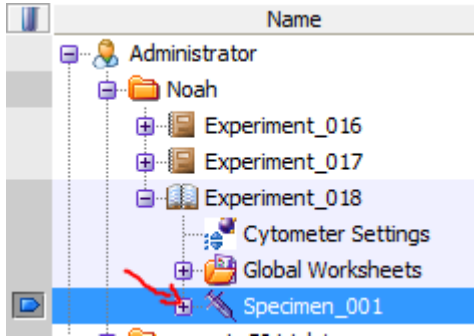 Name
Administrator
Noah
Experiment_016
Experiment_017
Experiment_018
Cytometer Settings
Global Worksheets
Specimen_001